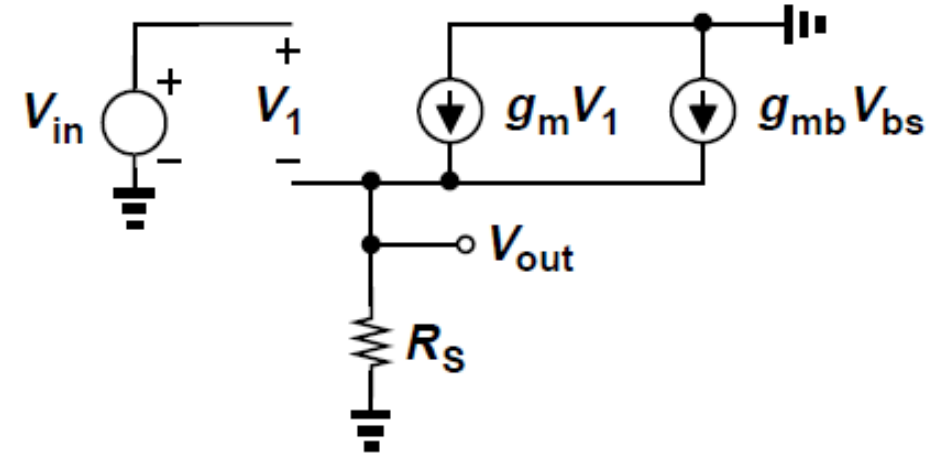 +
+
V_in
V_1
g_m V_1
g_mb V_bs
−
−
V_out
R_S